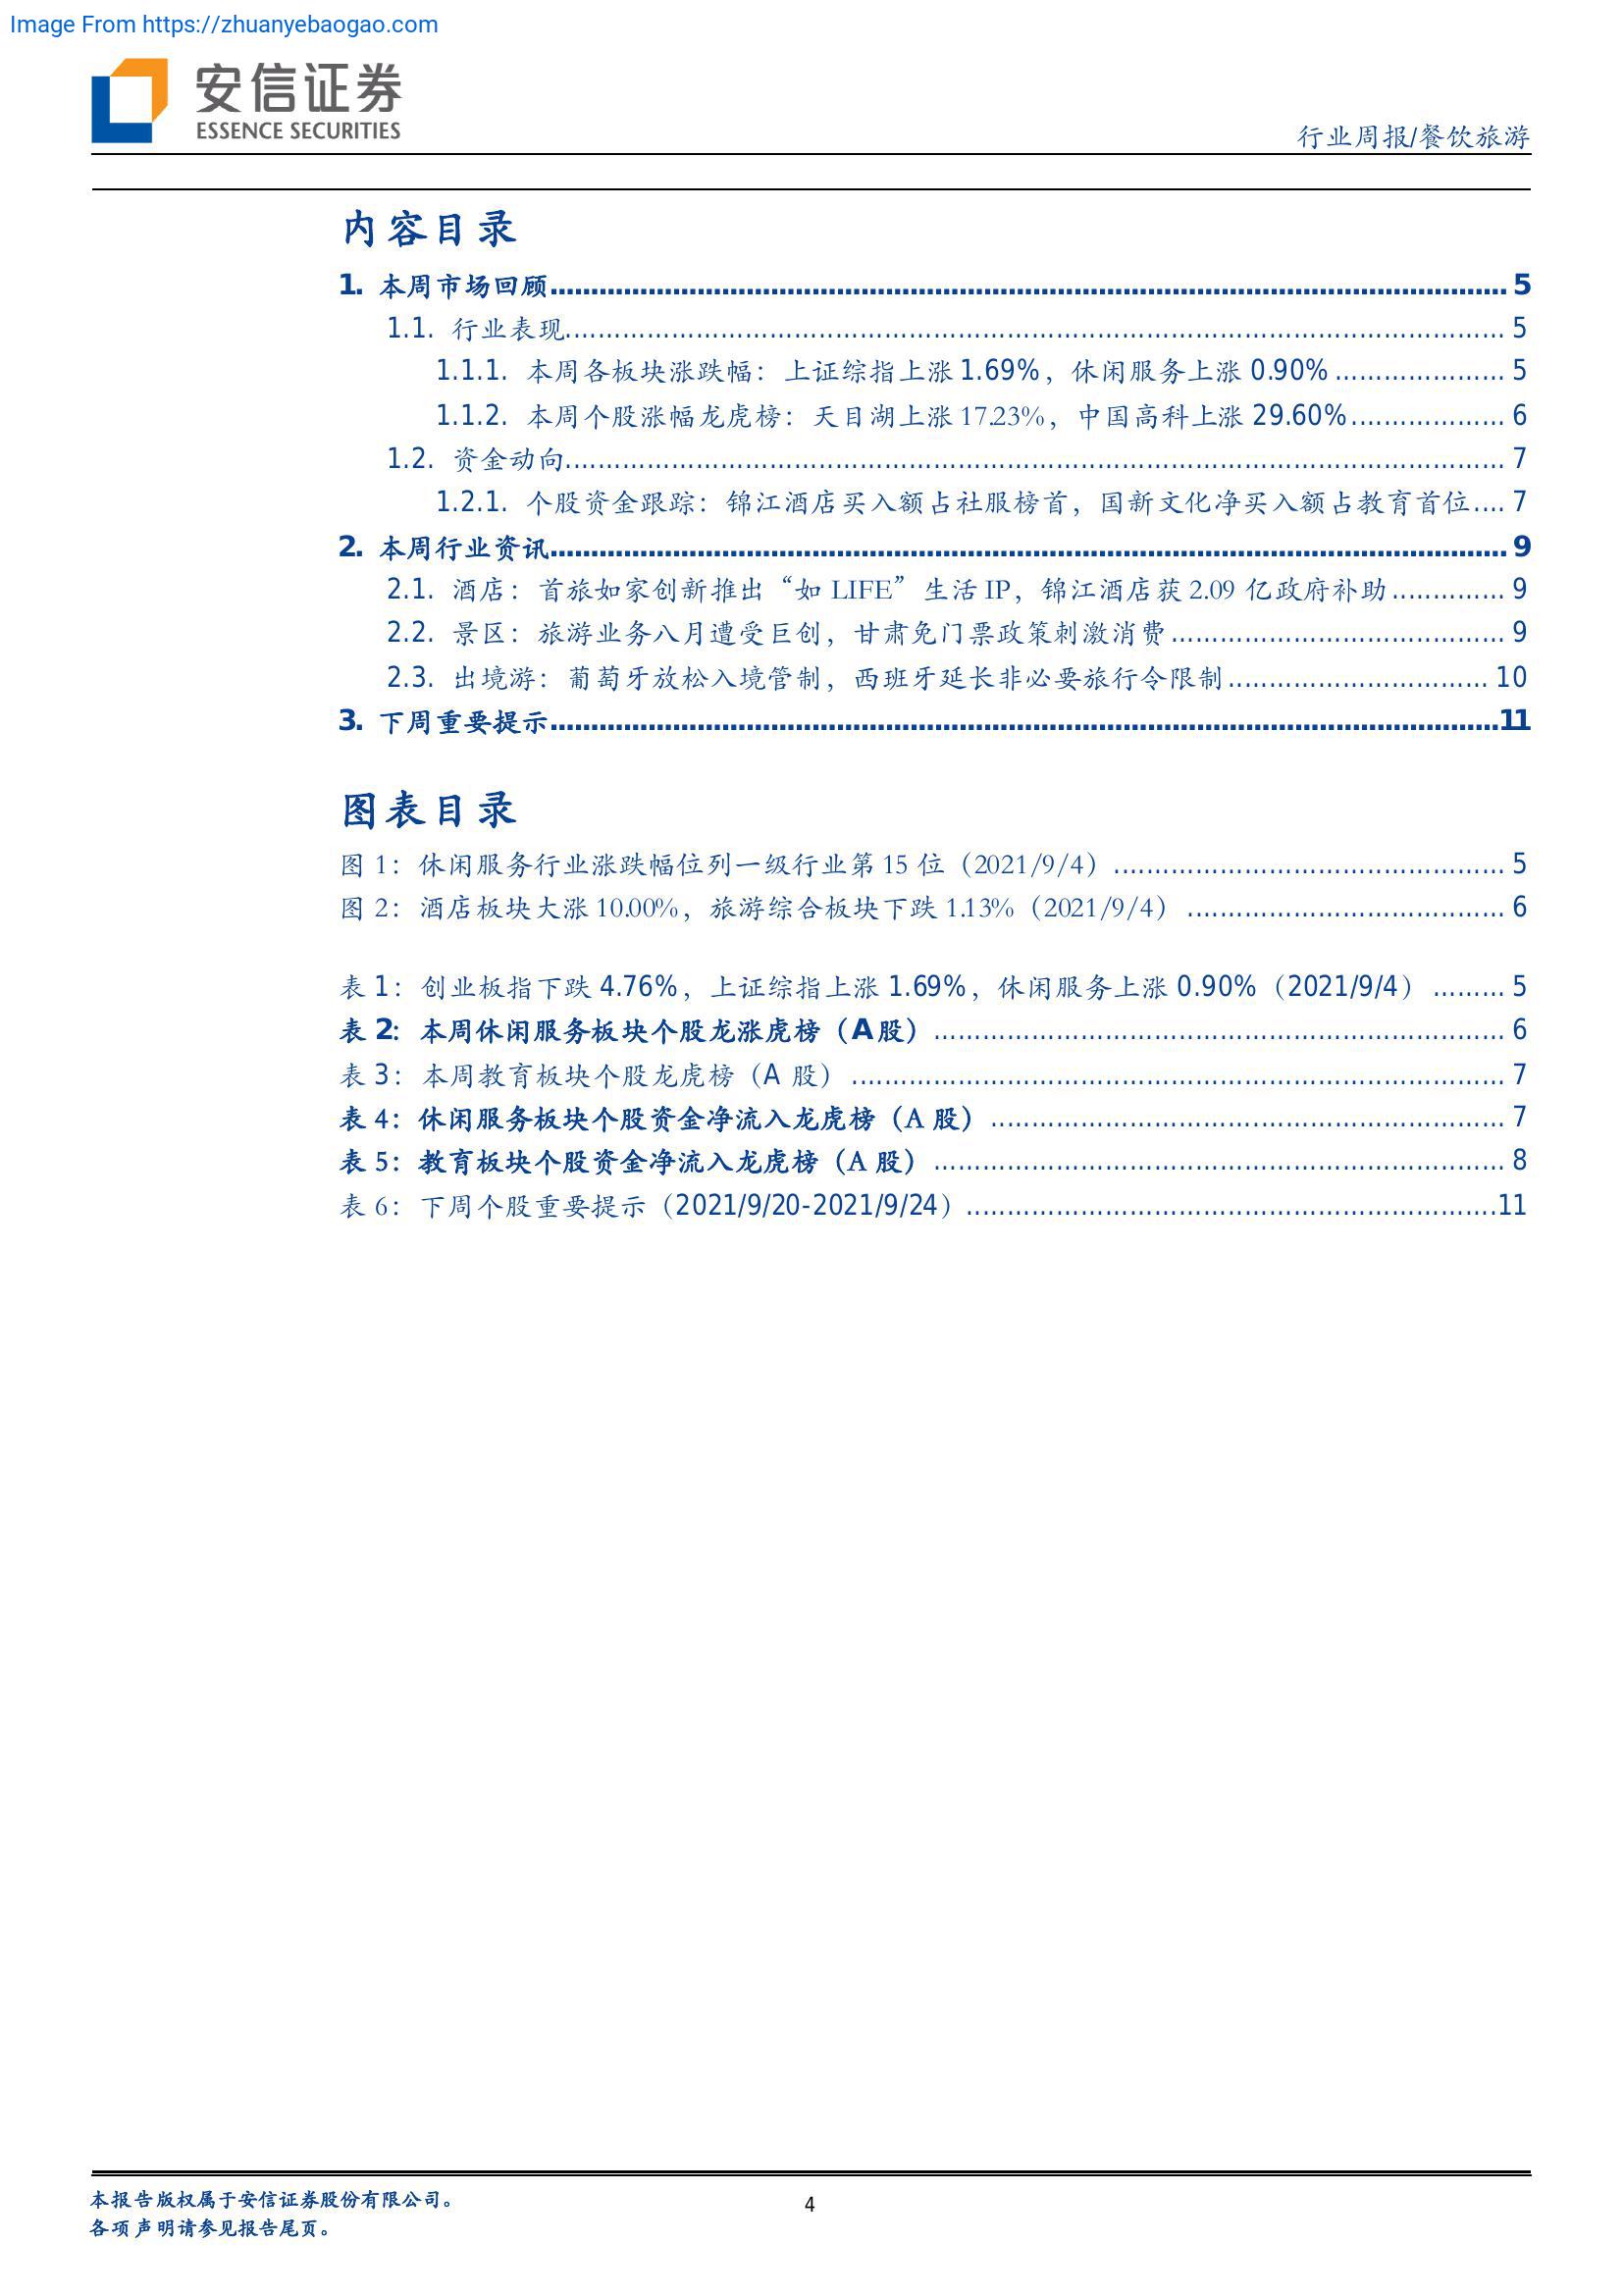 Image From https://zhuanyebaogao.com
安信证券
ESSENCE SECURITIES
行业周报/餐饮旅游
内容目录
1. 本周市场回顾 5
1.1. 行业表现 5
1.1.1. 本周各板块涨跌幅：上证综指上涨 1.69%，休闲服务上涨 0.90% 5
1.1.2. 本周个股涨幅龙虎榜：天目湖上涨 17.23%，中国高科上涨 29.60% 6
1.2. 资金动向 7
1.2.1. 个股资金跟踪：锦江酒店买入额占社服榜首，国新文化净买入额占教育首位 7
2. 本周行业资讯 9
2.1. 酒店：首旅如家创新推出“如 LIFE”生活 IP，锦江酒店获 2.09 亿政府补助 9
2.2. 景区：旅游业务八月遭受巨创，甘肃免门票政策刺激消费 9
2.3. 出境游：葡萄牙放松入境管制，西班牙延长非必要旅行令限制 10
3. 下周重要提示 11
图表目录
图 1：休闲服务行业涨跌幅位列一级行业第 15 位（2021/9/4） 5
图 2：酒店板块大涨 10.00%，旅游综合板块下跌 1.13%（2021/9/4） 6
表 1：创业板指下跌 4.76%，上证综指上涨 1.69%，休闲服务上涨 0.90%（2021/9/4） 5
表 2：本周休闲服务板块个股龙涨虎榜（A 股） 6
表 3：本周教育板块个股龙虎榜（A 股） 7
表 4：休闲服务板块个股资金净流入龙虎榜（A 股） 7
表 5：教育板块个股资金净流入龙虎榜（A 股） 8
表 6：下周个股重要提示（2021/9/20-2021/9/24） 11
本报告版权属于安信证券股份有限公司。
4
各项声明请参见报告尾页。